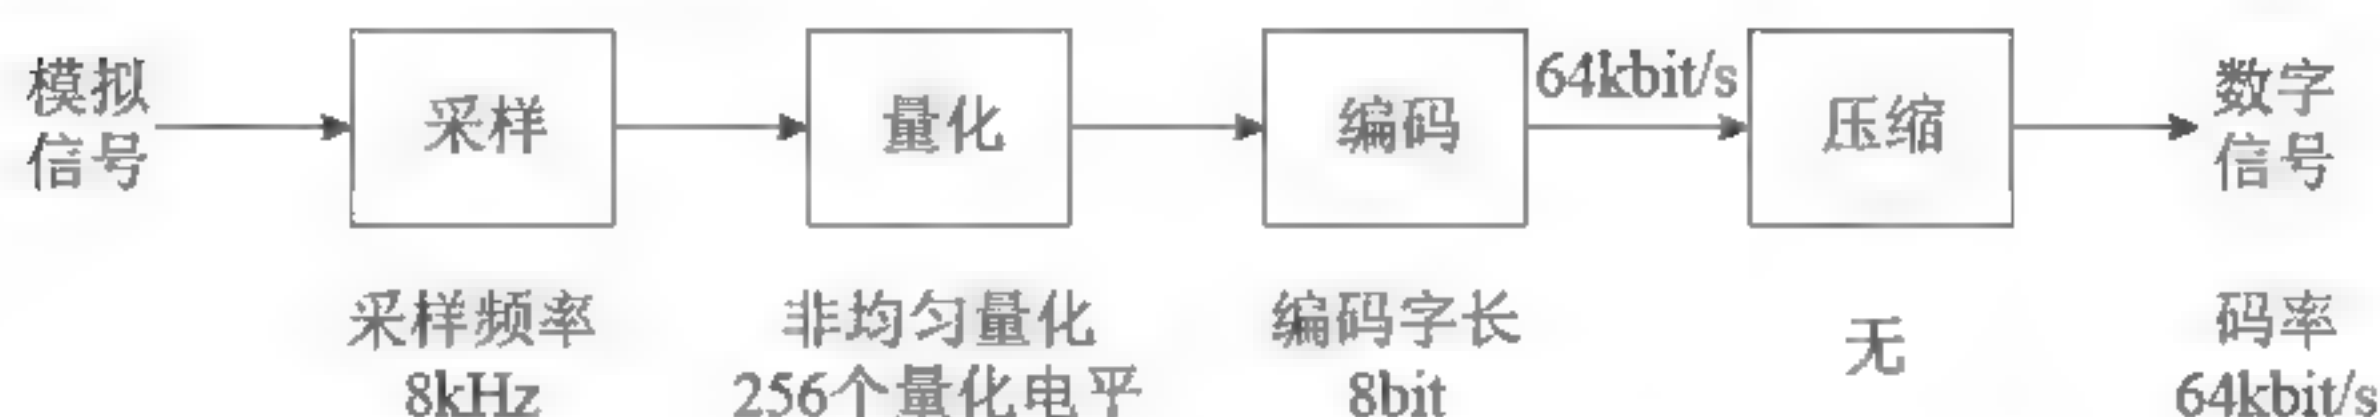 模拟
信号
采样
量化
编码
64kbit/s
压缩
数字
信号
采样频率
8kHz
非均匀量化
256个量化电平
编码字长
8bit
无
码率
64kbit/s